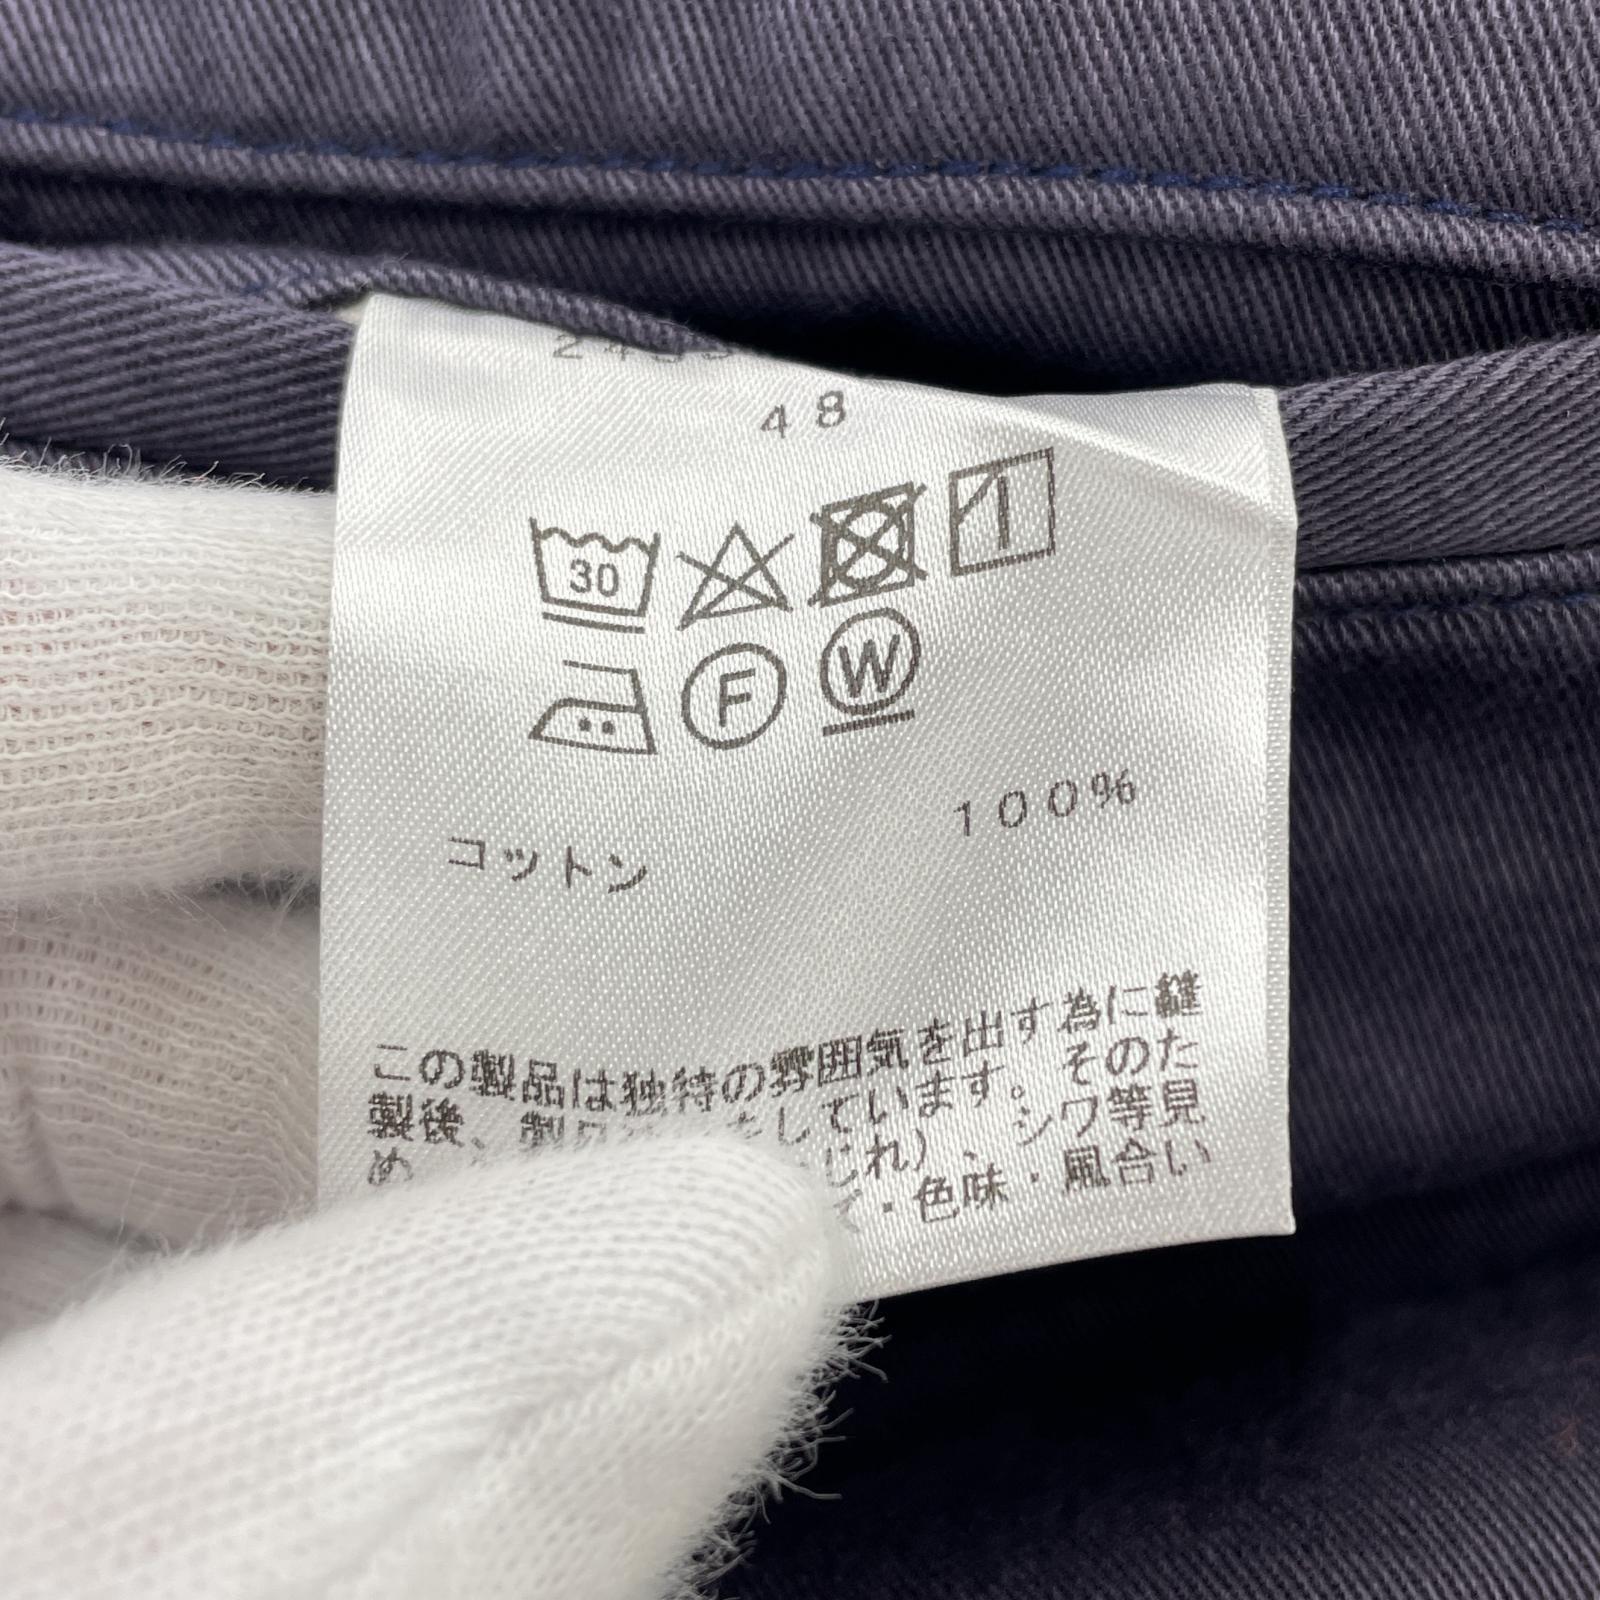 48
30
F
W
コットン 100%
この製品は独特の雰囲気を出す為に縫
製後、製品 をしています。そのた
め じれ)、シワ等見
・色味・風合い